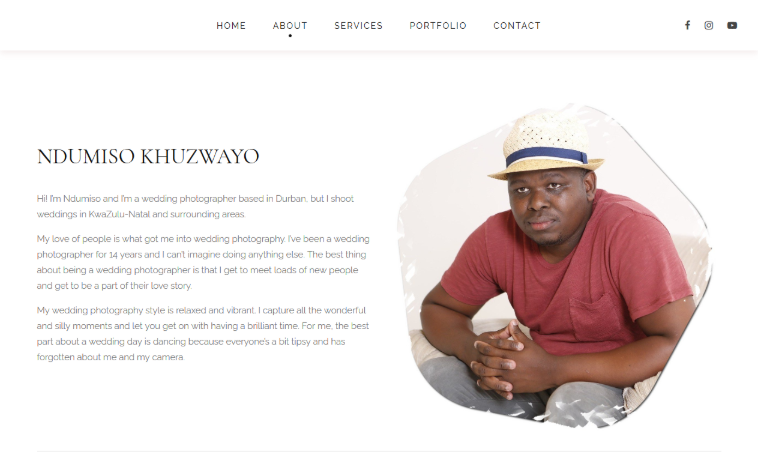 HOME ABOUT SERVICES PORTFOLIO CONTACT
NDUMISO KHUZWAYO
Hi! I'm Ndumiso and I'm a wedding photographer based in Durban, but I shoot
weddings in KwaZulu-Natal and surrounding areas.
My love of people is what got me into wedding photography. I've been a wedding
photographer for 14 years and I can't imagine doing anything else. The best thing
about being a wedding photographer is that I get to meet loads of new people
and get to be a part of their love story.
My wedding photography style is relaxed and vibrant, I capture all the wonderful
and silly moments and let you get on with having a brilliant time. For me, the best
part about a wedding day is dancing because everyone's a bit tipsy and has
forgotten about me and my camera